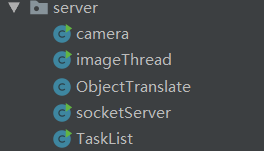 server
camera
imageThread
ObjectTranslate
socketServer
TaskList